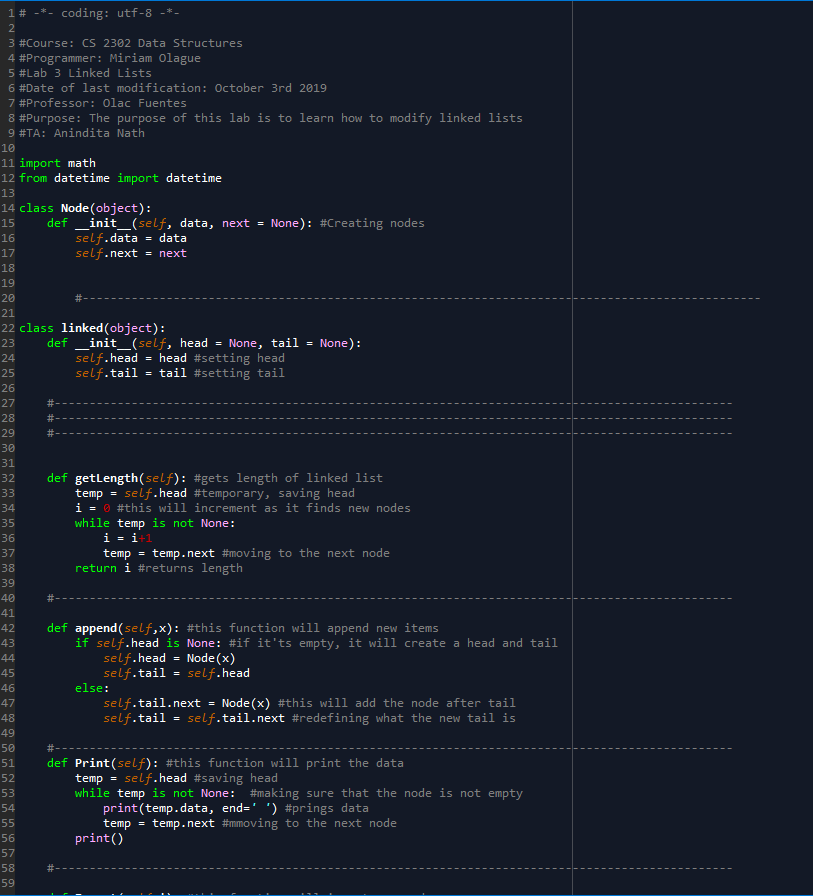 1 # -*- coding: utf-8 -*-
2
3 #Course: CS 2302 Data Structures
4 #Programmer: Miriam Olague
5 #Lab 3 Linked Lists
6 #Date of last modification: October 3rd 2019
7 #Professor: Olac Fuentes
8 #Purpose: The purpose of this lab is to learn how to modify linked lists
9 #TA: Anindita Nath
10
11 import math
12 from datetime import datetime
13
14 class Node(object):
15     def __init__(self, data, next = None): #Creating nodes
16         self.data = data
17         self.next = next
18
19
20         #-------------------------------------------------------------------------------------------------
21
22 class linked(object):
23     def __init__(self, head = None, tail = None):
24         self.head = head #setting head
25         self.tail = tail #setting tail
26
27     #-------------------------------------------------------------------------------------------------
28     #-------------------------------------------------------------------------------------------------
29     #-------------------------------------------------------------------------------------------------
30
31
32     def getLength(self): #gets length of linked list
33         temp = self.head #temporary, saving head
34         i = 0 #this will increment as it finds new nodes
35         while temp is not None:
36             i = i+1
37             temp = temp.next #moving to the next node
38         return i #returns length
39
40     #-------------------------------------------------------------------------------------------------
41
42     def append(self,x): #this function will append new items
43         if self.head is None: #if it'ts empty, it will create a head and tail
44             self.head = Node(x)
45             self.tail = self.head
46         else:
47             self.tail.next = Node(x) #this will add the node after tail
48             self.tail = self.tail.next #redefining what the new tail is
49
50     #-------------------------------------------------------------------------------------------------
51     def Print(self): #this function will print the data
52         temp = self.head #saving head
53         while temp is not None:  #making sure that the node is not empty
54             print(temp.data, end=' ') #prings data
55             temp = temp.next #mmoving to the next node
56         print()
57
58     #-------------------------------------------------------------------------------------------------
59